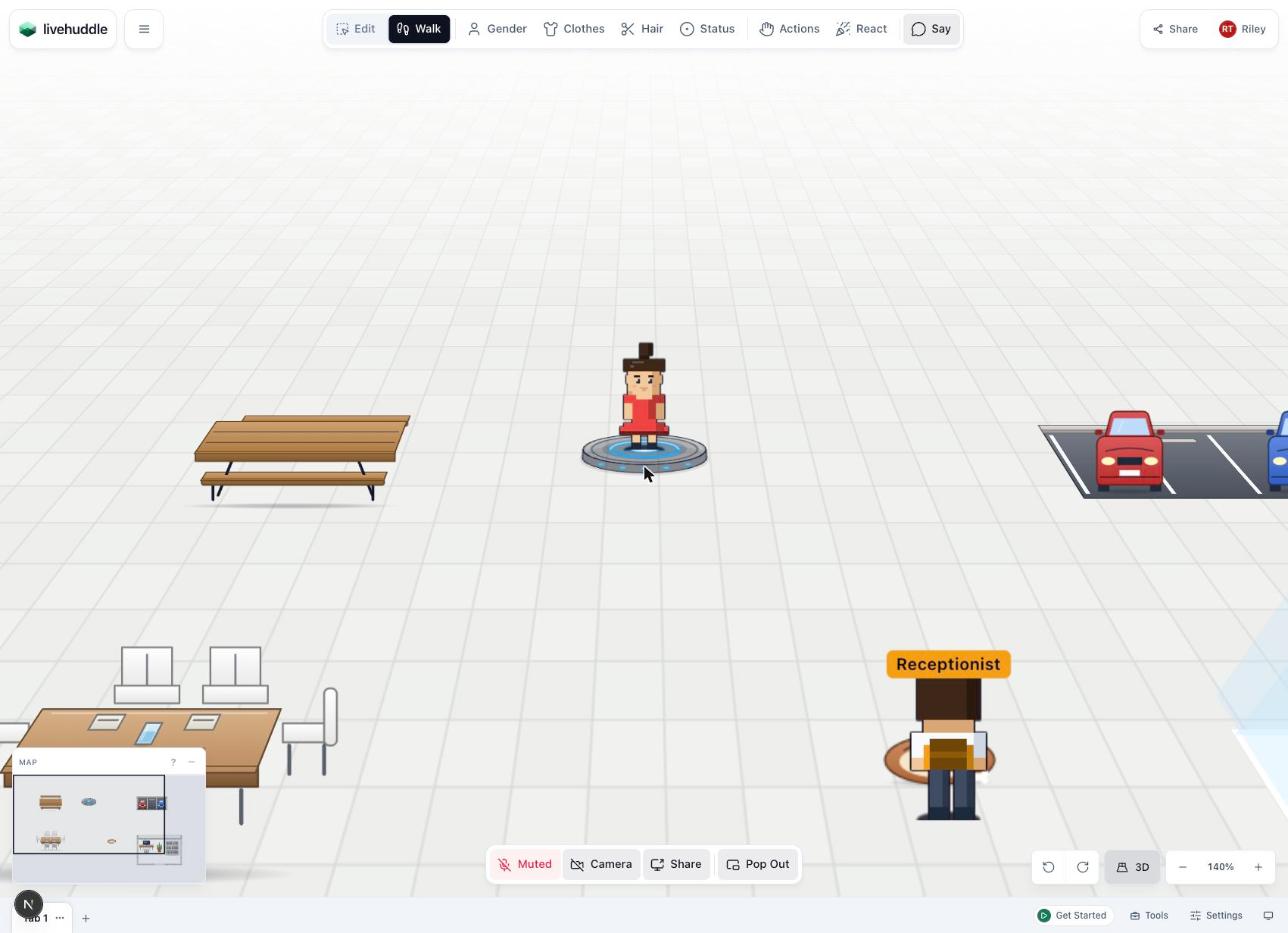 livehuddle
Edit
Walk
Gender
Clothes
Hair
Status
Actions
React
Say
Share
RT
Riley
Receptionist
MAP
?
Muted
Camera
Share
Pop Out
3D
140%
N
Tab 1
Get Started
Tools
Settings